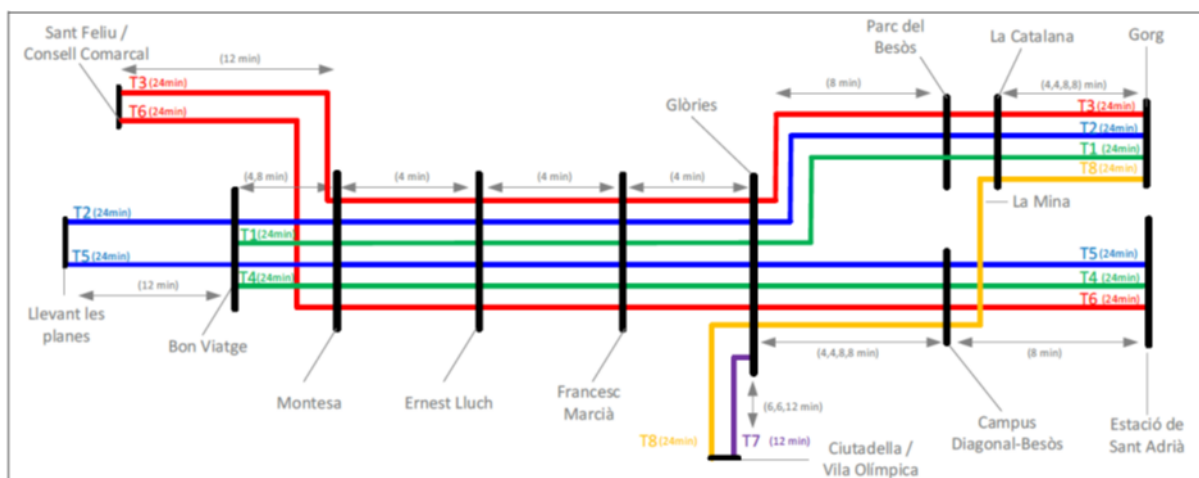 Sant Feliu /
Consell Comarcal
(12 min)
T3 (24min)
T6 (24min)
Parc del
Besòs
La Catalana
Gorg
(8 min)
(4,4,8,8) min)
Glòries
T3 (24min)
T2 (24min)
T1 (24min)
T8 (24min)
La Mina
(4,8 min)
(4 min)
(4 min)
(4 min)
T2 (24min)
T1(24min)
T5 (24min)
T4(24min)
(12 min)
T5 (24min)
T4 (24min)
T6 (24min)
Llevant les
planes
Bon Viatge
Montesa
Ernest Lluch
Francesc
Marcià
(4,4,8,8 min)
(8 min)
(6,6,12 min)
T8(24min)
T7 (12 min)
Ciutadella /
Vila Olímpica
Campus
Diagonal-Besòs
Estació de
Sant Adrià